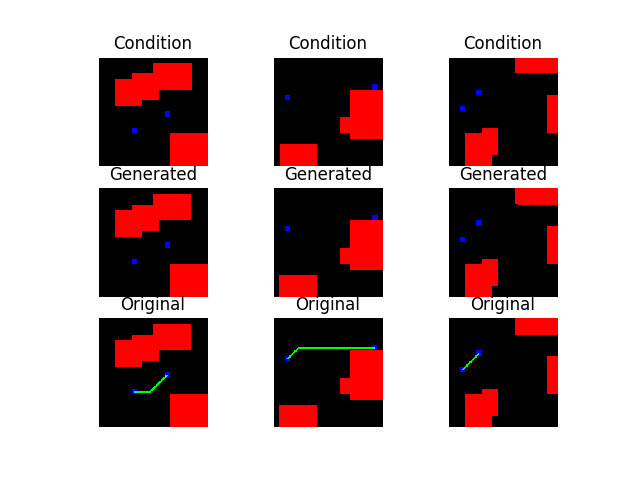 Condition Condition Condition
Generated Generated Generated
Original Original Original